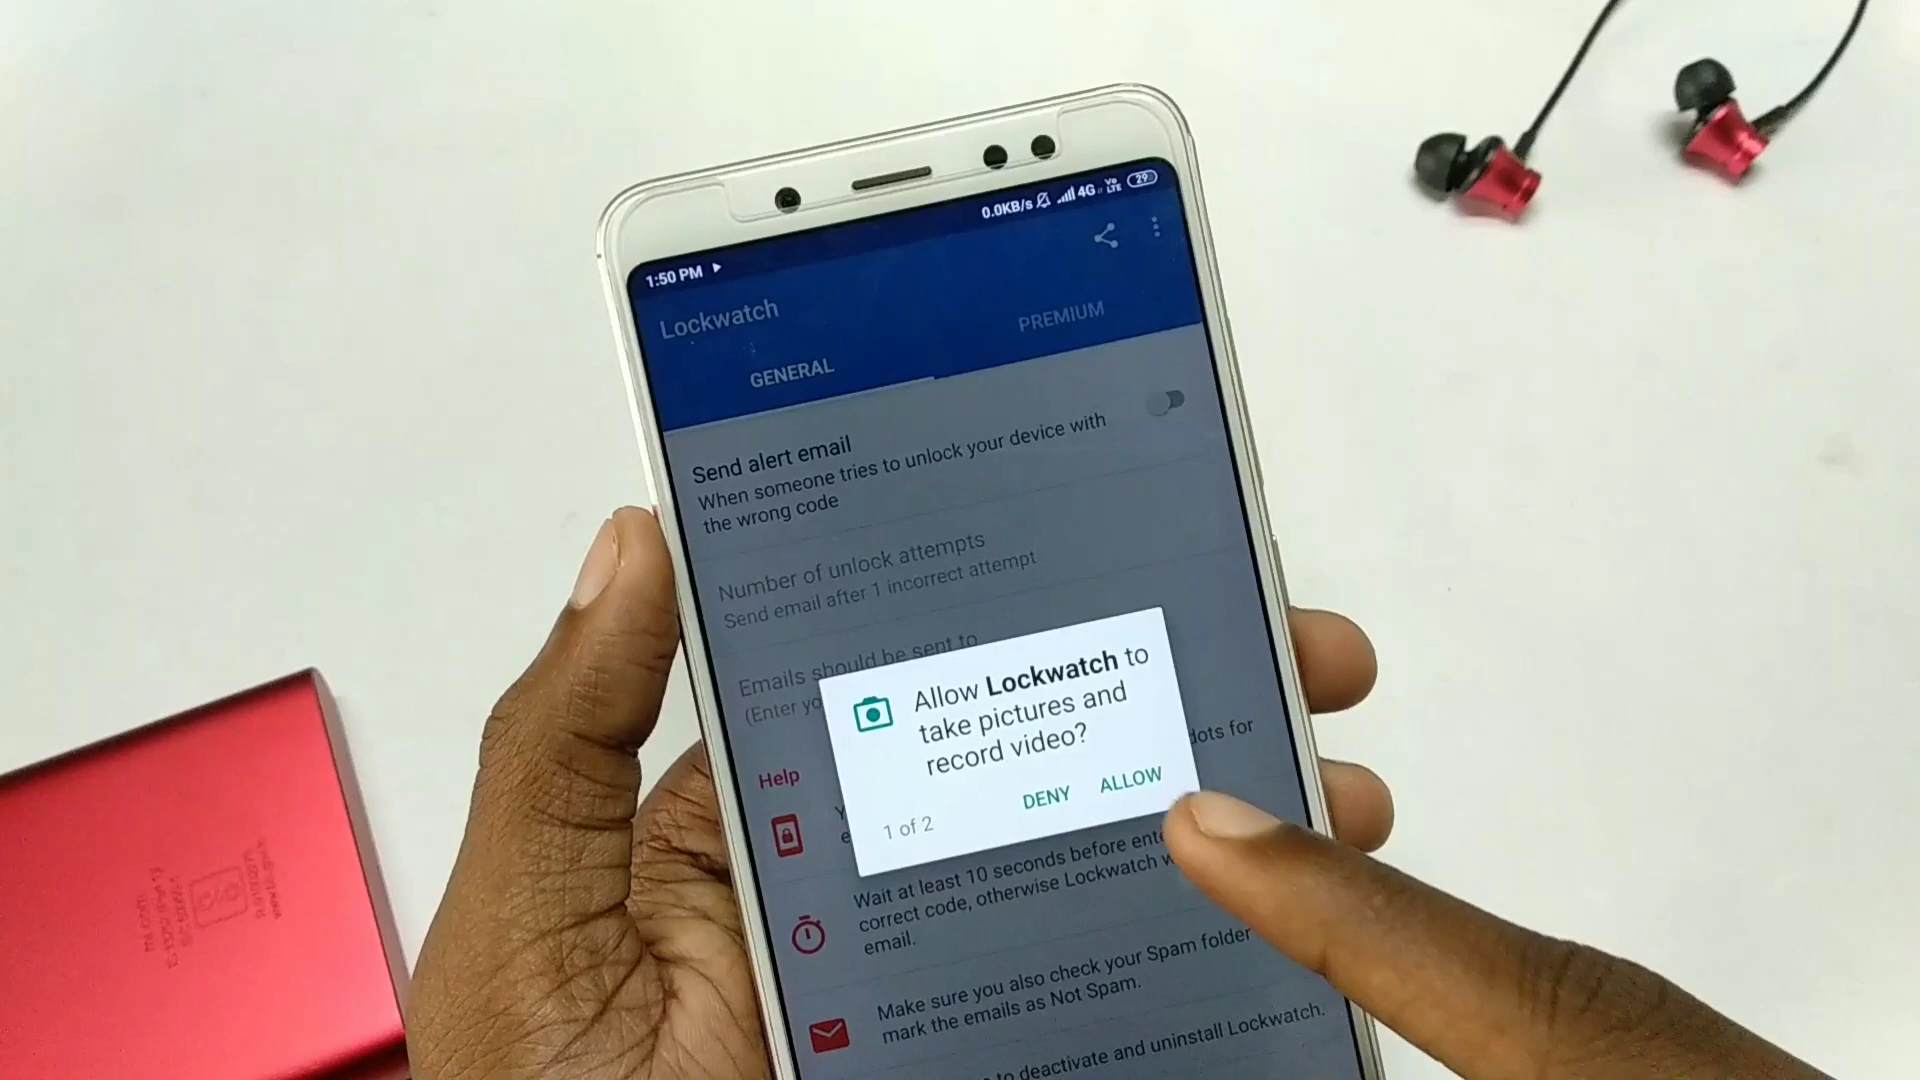 1:50 PM
0.0KB/s 4G Vo LTE 29
Lockwatch
GENERAL
PREMIUM
Send alert email
When someone tries to unlock your device with
the wrong code
Number of unlock attempts
Send email after 1 incorrect attempt
Emails should be sent to
(Enter yo
Allow Lockwatch to
take pictures and
record video?
DENY ALLOW
1 of 2
Help
dots for
Wait at least 10 seconds before ente
correct code, otherwise Lockwatch w
email.
Make sure you also check your Spam folder
mark the emails as Not Spam.
to deactivate and uninstall Lockwatch.
mi.com